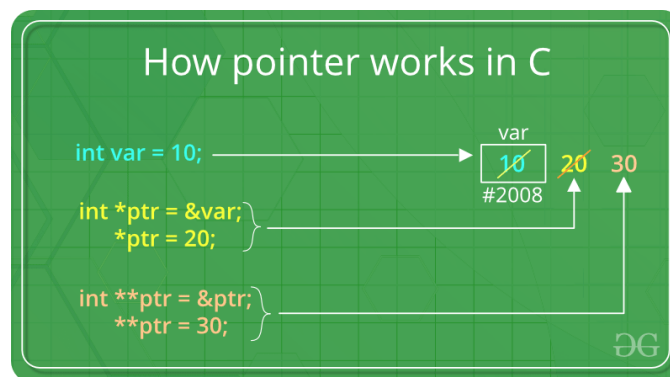 How pointer works in C
var
int var = 10;
10 20 30
#2008
int *ptr = &var;
*ptr = 20;
int **ptr = &ptr;
**ptr = 30;